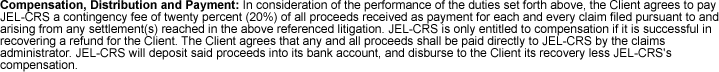 Compensation, Distribution and Payment: In consideration of the performance of the duties set forth above, the Client agrees to pay
JEL-CRS a contingency fee of twenty percent (20%) of all proceeds received as payment for each and every claim filed pursuant to and
arising from any settlement(s) reached in the above referenced litigation. JEL-CRS is only entitled to compensation if it is successful in
recovering a refund for the Client. The Client agrees that any and all proceeds shall be paid directly to JEL-CRS by the claims
administrator. JEL-CRS will deposit said proceeds into its bank account, and disburse to the Client its recovery less JEL-CRS's
compensation.